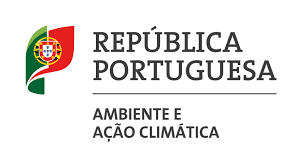 REPÚBLICA
PORTUGUESA
AMBIENTE E
AÇÃO CLIMÁTICA